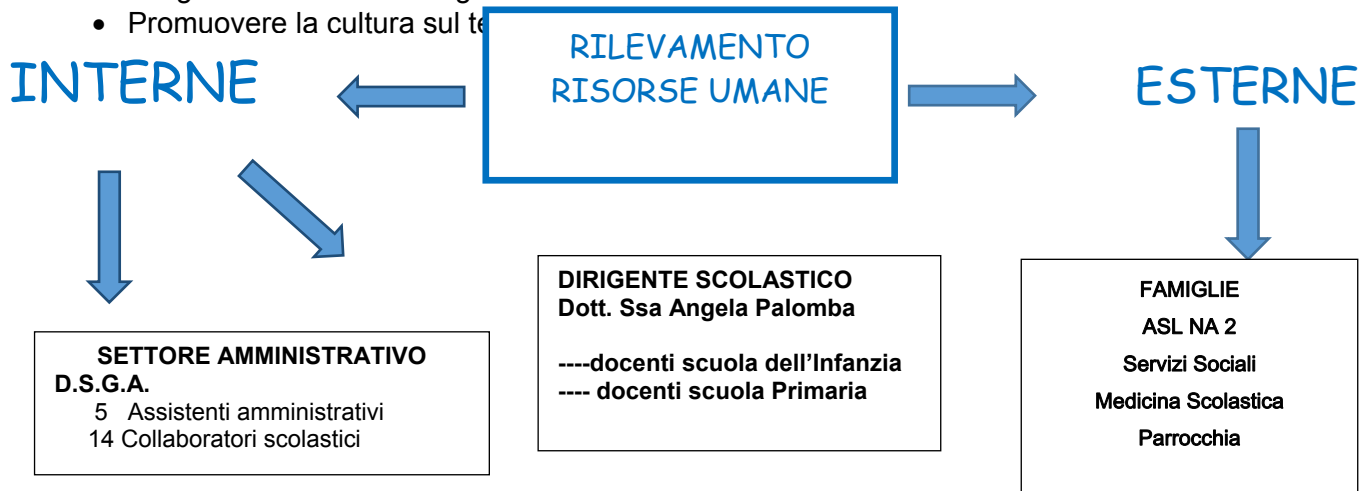 • Promuovere la cultura sul
RILEVAMENTO
RISORSE UMANE
INTERNE
ESTERNE
SETTORE AMMINISTRATIVO
D.S.G.A.
5 Assistenti amministrativi
14 Collaboratori scolastici
DIRIGENTE SCOLASTICO
Dott. Ssa Angela Palomba
----docenti scuola dell’Infanzia
---- docenti scuola Primaria
FAMIGLIE
ASL NA 2
Servizi Sociali
Medicina Scolastica
Parrocchia